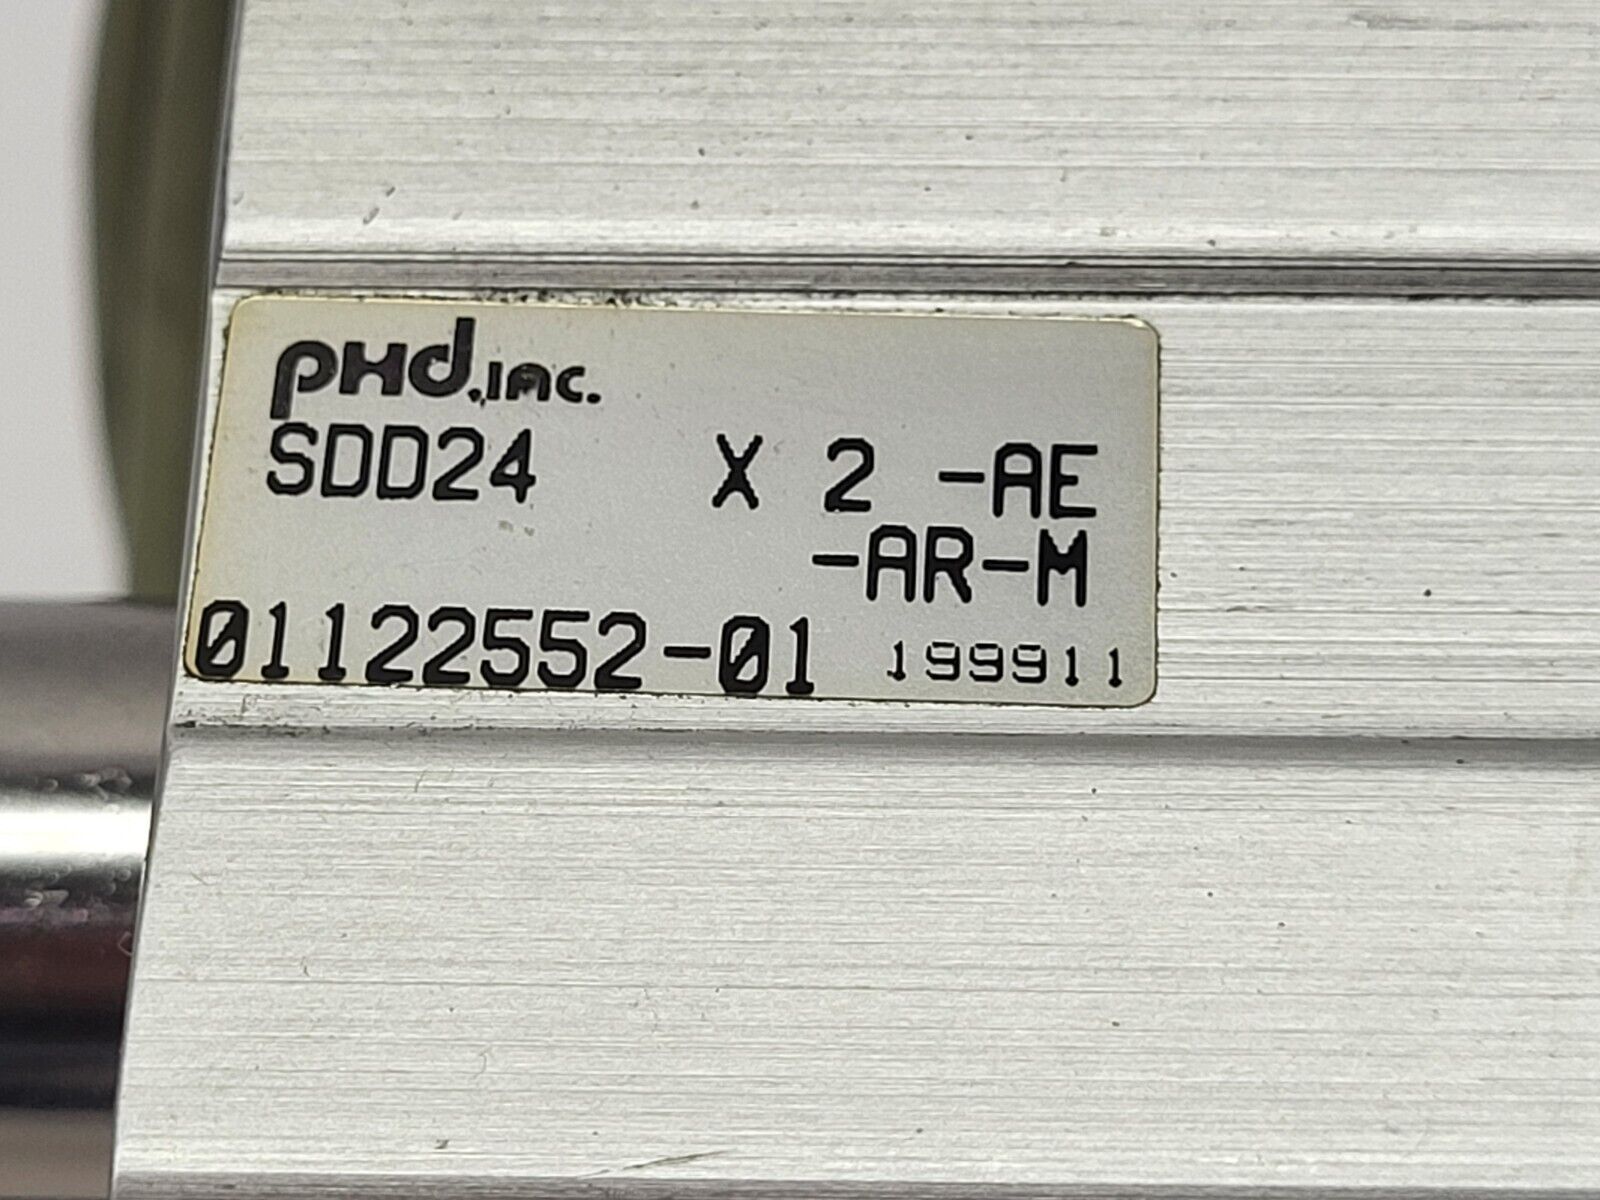 PHd, inc.
SDD24 X 2 -AE
-AR-M
01122552-01 199911